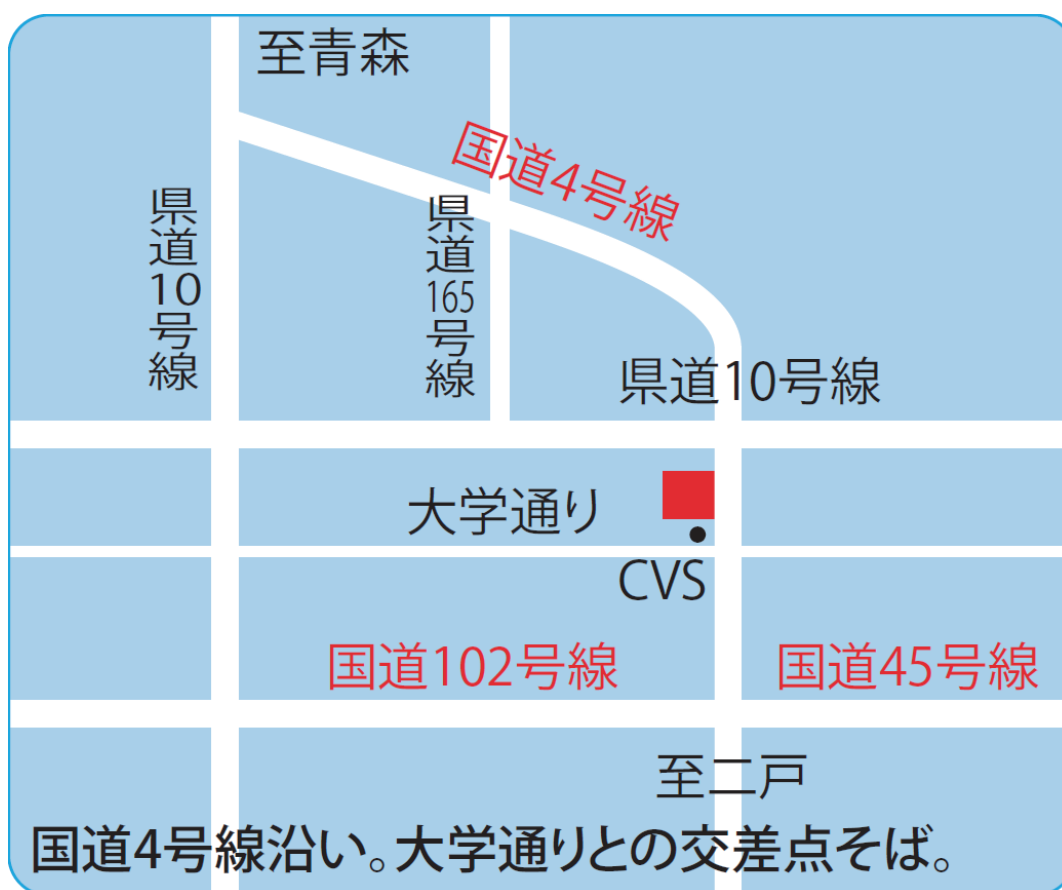 至青森
国道4号線
県道10号線
県道165号線
県道10号線
大学通り
CVS
国道102号線
国道45号線
至二戸
国道4号線沿い。大学通りとの交差点そば。